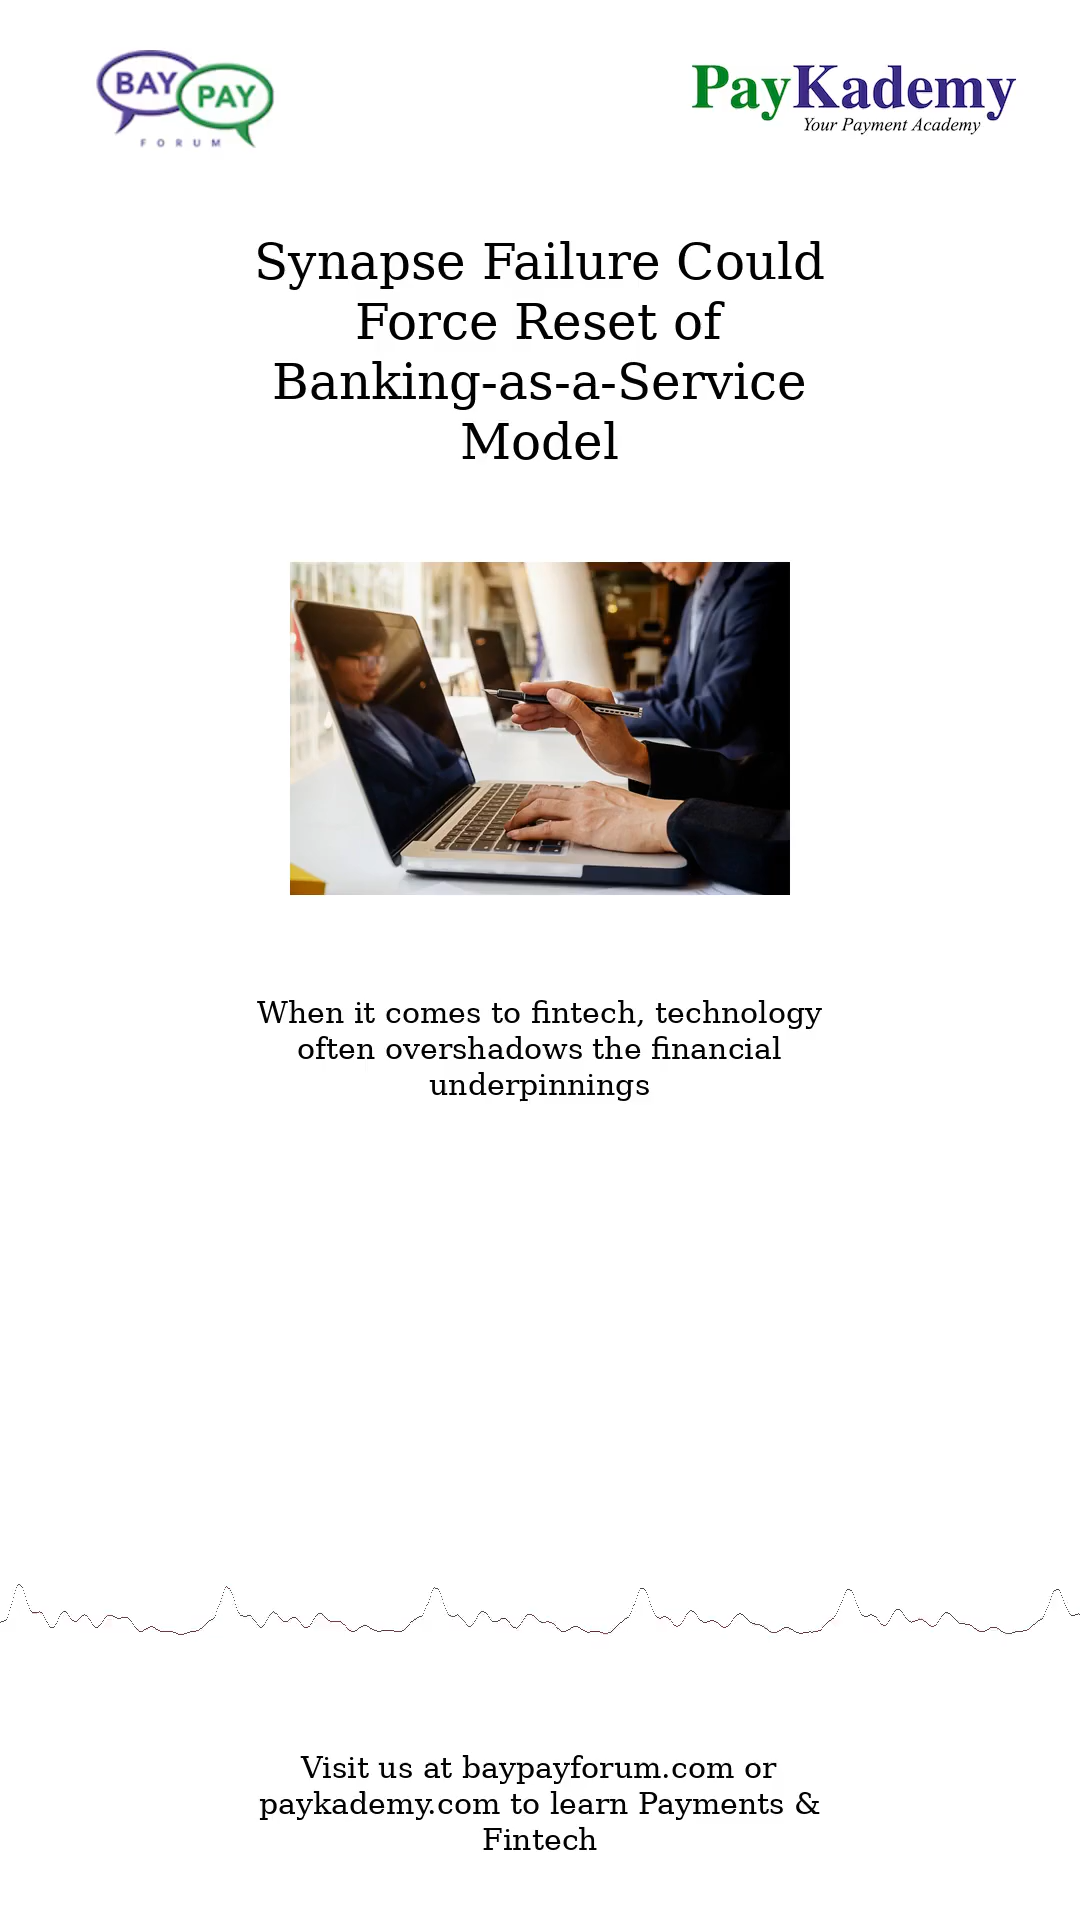 BAY PAY
FORUM
PayKademy
Your Payment Academy
Synapse Failure Could
Force Reset of
Banking-as-a-Service
Model
When it comes to fintech, technology
often overshadows the financial
underpinnings
Visit us at baypayforum.com or
paykademy.com to learn Payments &
Fintech